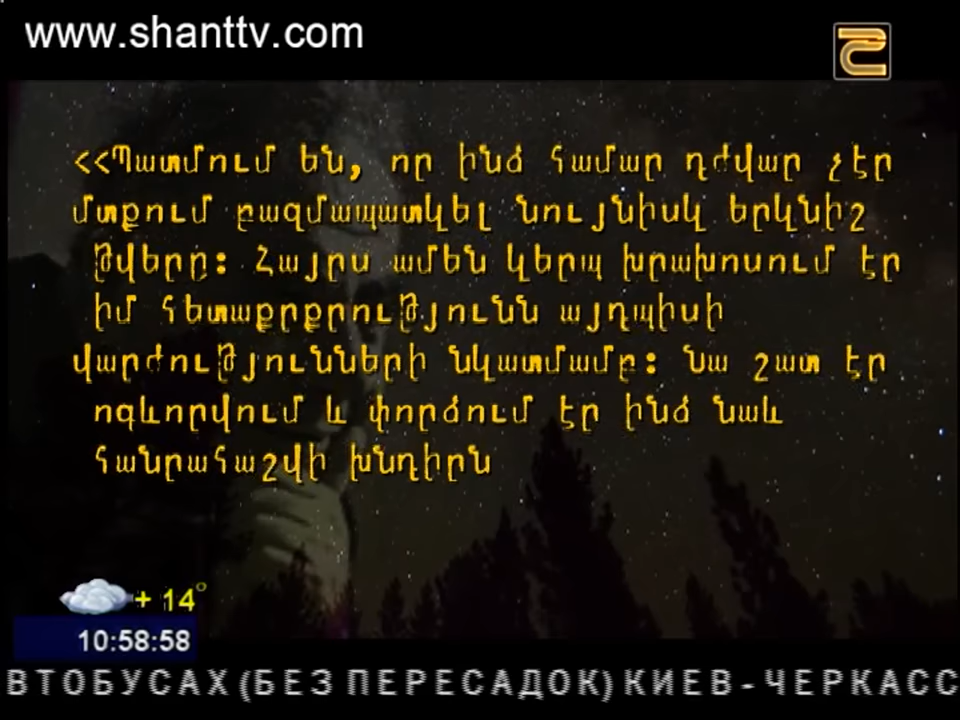 www.shanttv.com
<<Պատմում են, որ ինձ համար դժվար չէր
մտքում բազմապատկել նույնիսկ երկնիշ
թվերը: Հայրս ամեն կերպ խրախոսում էր
իմ հետաքրքրությունն այդպիսի
վարժությունների նկատմամբ: Նա շատ էր
ոգևորվում և փորձում էր ինձ նաև
հանրահաշվի խնդիրն
+ 14°
10:58:58
ВТОБУСАХ (БЕЗ ПЕРЕСАДОК) КИЕВ - ЧЕРКАСС